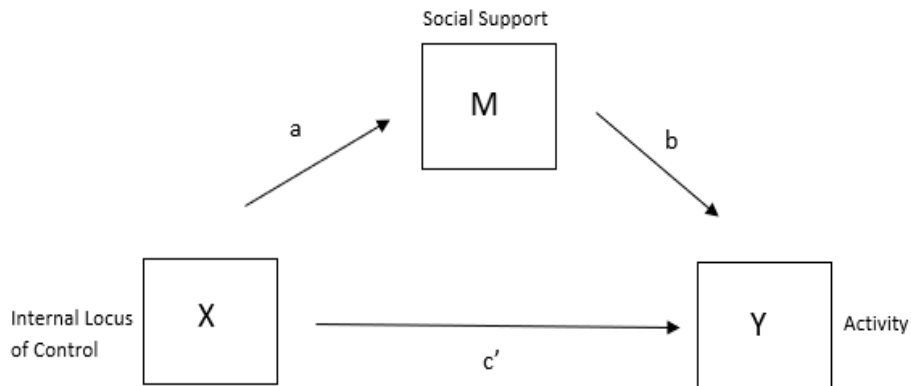 Social Support
M
a
b
X
Internal Locus
of Control
Y
Activity
c’